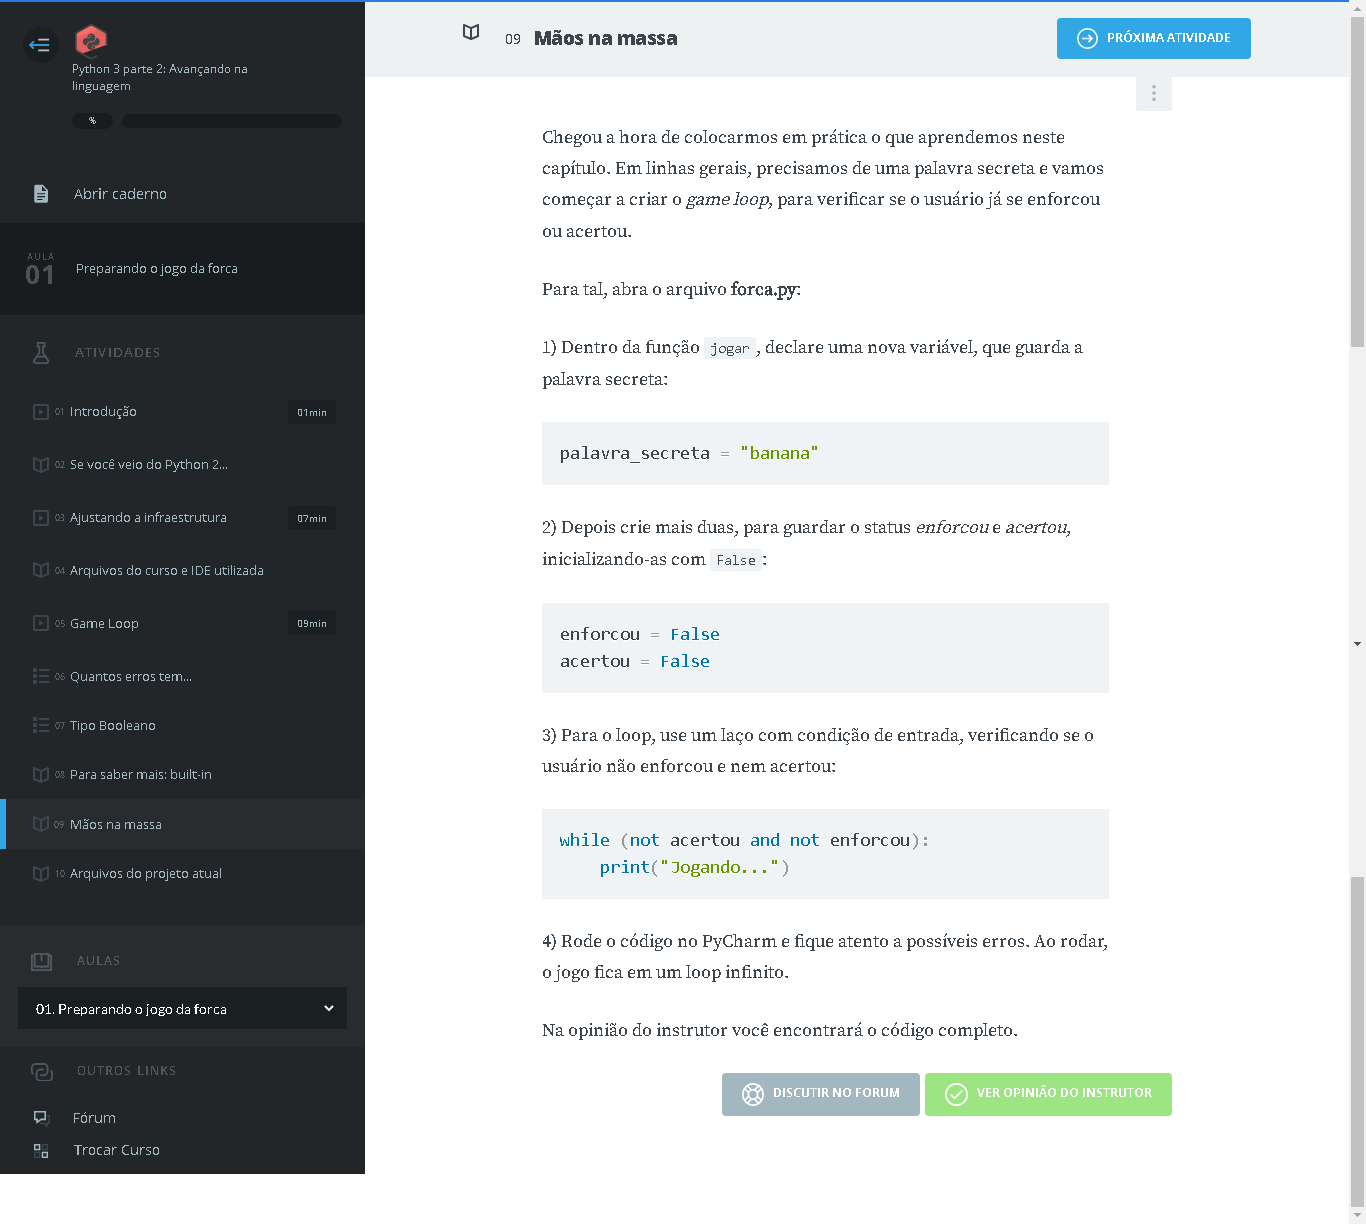 Python 3 parte 2: Avançando na
linguagem
%
Abrir caderno
AULA
01
Preparando o jogo da forca
ATIVIDADES
01 Introdução 01min
02 Se você veio do Python 2...
03 Ajustando a infraestrutura 07min
04 Arquivos do curso e IDE utilizada
05 Game Loop 09min
06 Quantos erros tem...
07 Tipo Booleano
08 Para saber mais: built-in
09 Mãos na massa
10 Arquivos do projeto atual
AULAS
01. Preparando o jogo da forca
OUTROS LINKS
Fórum
Trocar Curso
09 Mãos na massa
PRÓXIMA ATIVIDADE
Chegou a hora de colocarmos em prática o que aprendemos neste
capítulo. Em linhas gerais, precisamos de uma palavra secreta e vamos
começar a criar o game loop, para verificar se o usuário já se enforcou
ou acertou.
Para tal, abra o arquivo forca.py:
1) Dentro da função jogar, declare uma nova variável, que guarda a
palavra secreta:
palavra_secreta = "banana"
2) Depois crie mais duas, para guardar o status enforcou e acertou,
inicializando-as com False:
enforcou = False
acertou = False
3) Para o loop, use um laço com condição de entrada, verificando se o
usuário não enforcou e nem acertou:
while (not acertou and not enforcou):
    print("Jogando...")
4) Rode o código no PyCharm e fique atento a possíveis erros. Ao rodar,
o jogo fica em um loop infinito.
Na opinião do instrutor você encontrará o código completo.
DISCUTIR NO FORUM
VER OPINIÃO DO INSTRUTOR